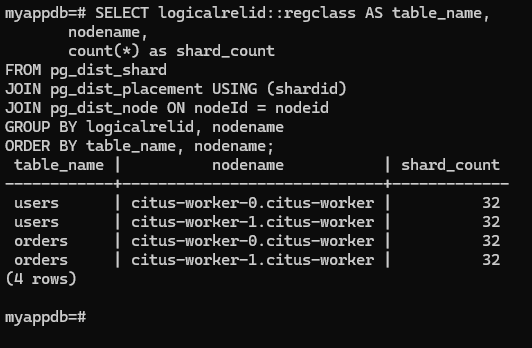 myappdb=# SELECT logicalrelid::regclass AS table_name,
       nodename,
       count(*) as shard_count
FROM pg_dist_shard
JOIN pg_dist_placement USING (shardid)
JOIN pg_dist_node ON nodeId = nodeid
GROUP BY logicalrelid, nodename
ORDER BY table_name, nodename;
 table_name |          nodename          | shard_count
------------+----------------------------+-------------
 users      | citus-worker-0.citus-worker |          32
 users      | citus-worker-1.citus-worker |          32
 orders     | citus-worker-0.citus-worker |          32
 orders     | citus-worker-1.citus-worker |          32
(4 rows)

myappdb=#